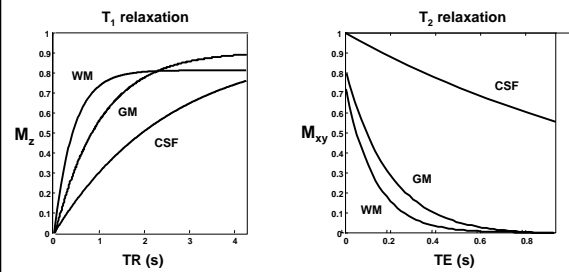 T1 relaxation
1
0.9
0.8
0.7
0.6
0.5
0.4
0.3
0.2
0.1
0
WM
GM
CSF
Mz
0 1 2 3 4
TR (s)
T2 relaxation
1
0.9
0.8
0.7
0.6
0.5
0.4
0.3
0.2
0.1
0
CSF
GM
WM
Mxy
0 0.2 0.4 0.6 0.8
TE (s)